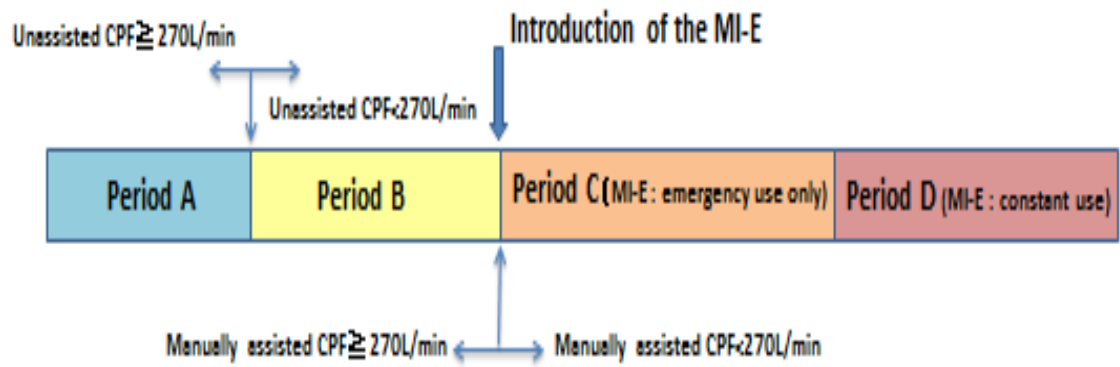 Unassisted CPF≧270L/min
Introduction of the MI-E
Unassisted CPF<270L/min
Period A
Period B
Period C(MI-E : emergency use only)
Period D (MI-E : constant use)
Manually assisted CPF≧270L/min
Manually assisted CPF<270L/min